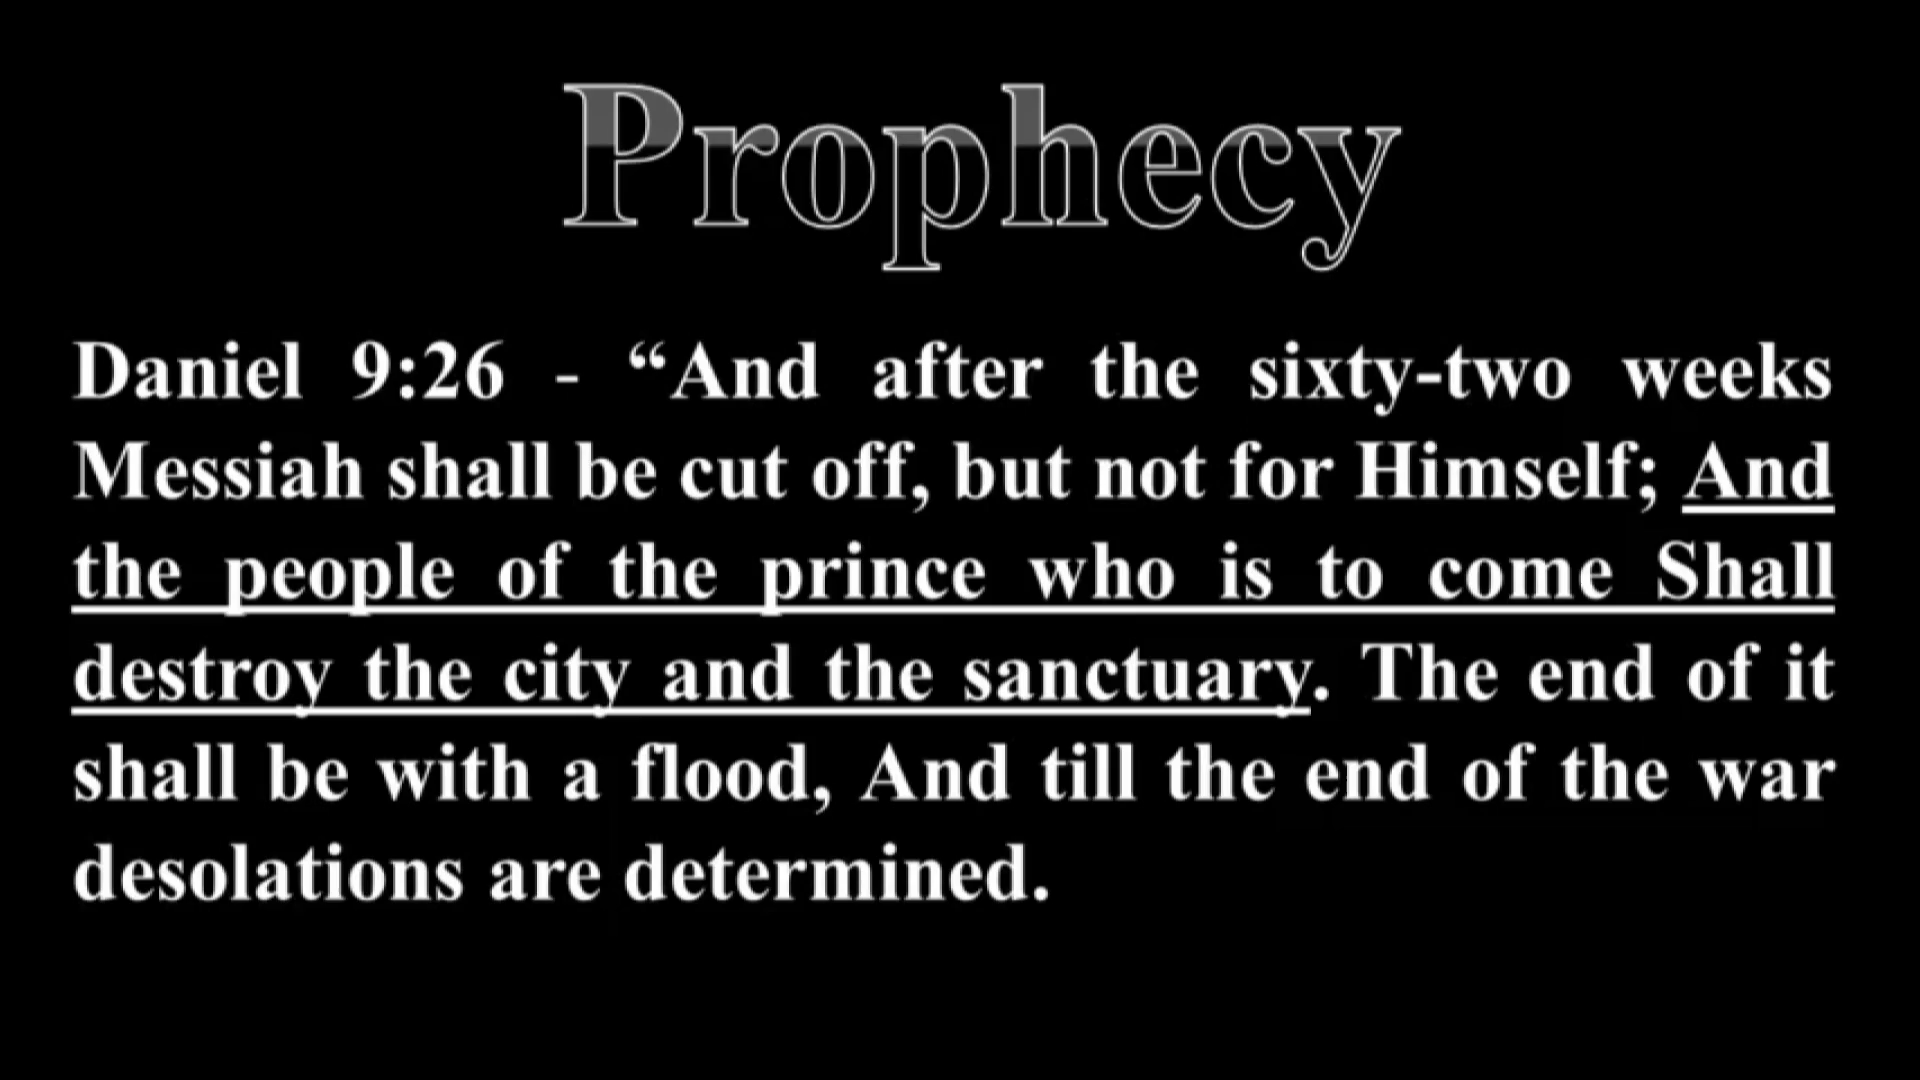 Prophecy
Daniel 9:26 - “And after the sixty-two weeks
Messiah shall be cut off, but not for Himself; And
the people of the prince who is to come Shall
destroy the city and the sanctuary. The end of it
shall be with a flood, And till the end of the war
desolations are determined.